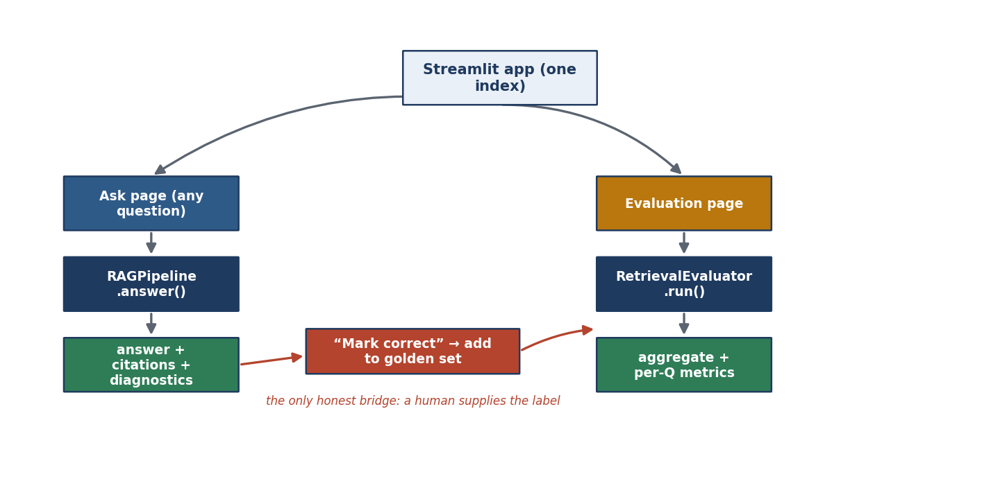 Streamlit app (one
index)
Ask page (any
question)
Evaluation page
RAGPipeline
.answer()
RetrievalEvaluator
.run()
answer +
citations +
diagnostics
“Mark correct” → add
to golden set
aggregate +
per-Q metrics
the only honest bridge: a human supplies the label